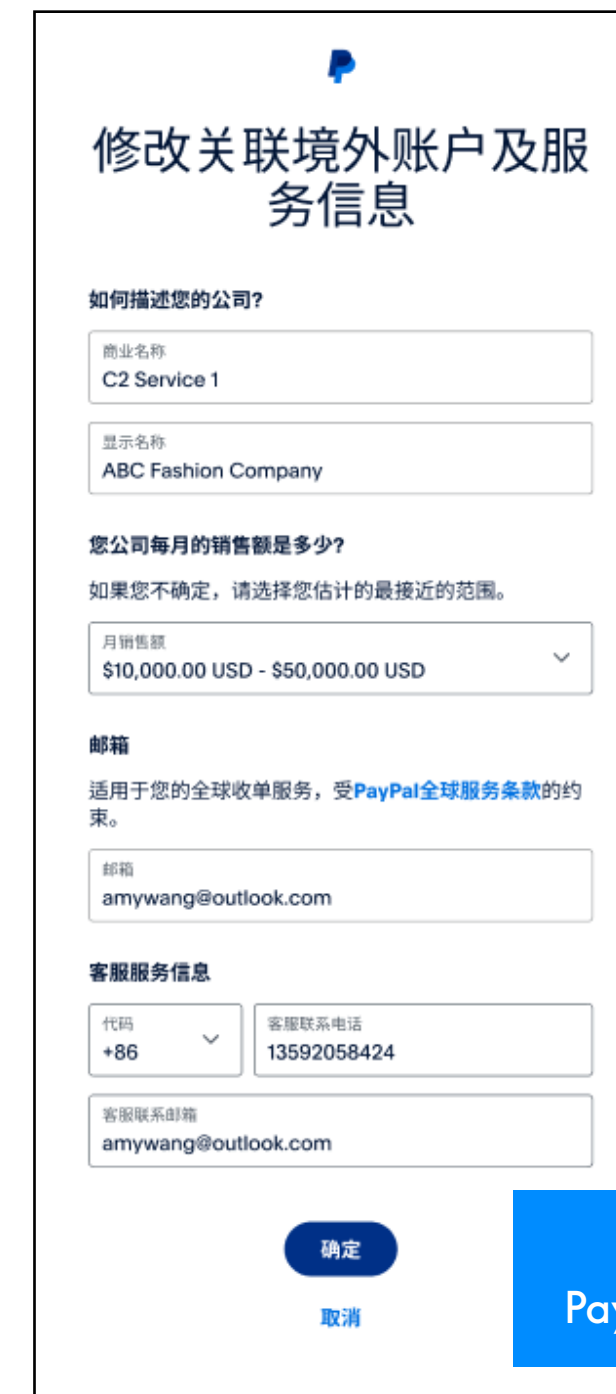 修改关联境外账户及服
务信息
如何描述您的公司?
商业名称
C2 Service 1
显示名称
ABC Fashion Company
您公司每月的销售额是多少?
如果您不确定，请选择您估计的最接近的范围。
月销售额
$10,000.00 USD - $50,000.00 USD
邮箱
适用于您的全球收单服务，受PayPal全球服务条款的约
束。
邮箱
amywang@outlook.com
客服服务信息
代码
+86
客服联系电话
13592058424
客服联系邮箱
amywang@outlook.com
确定
取消